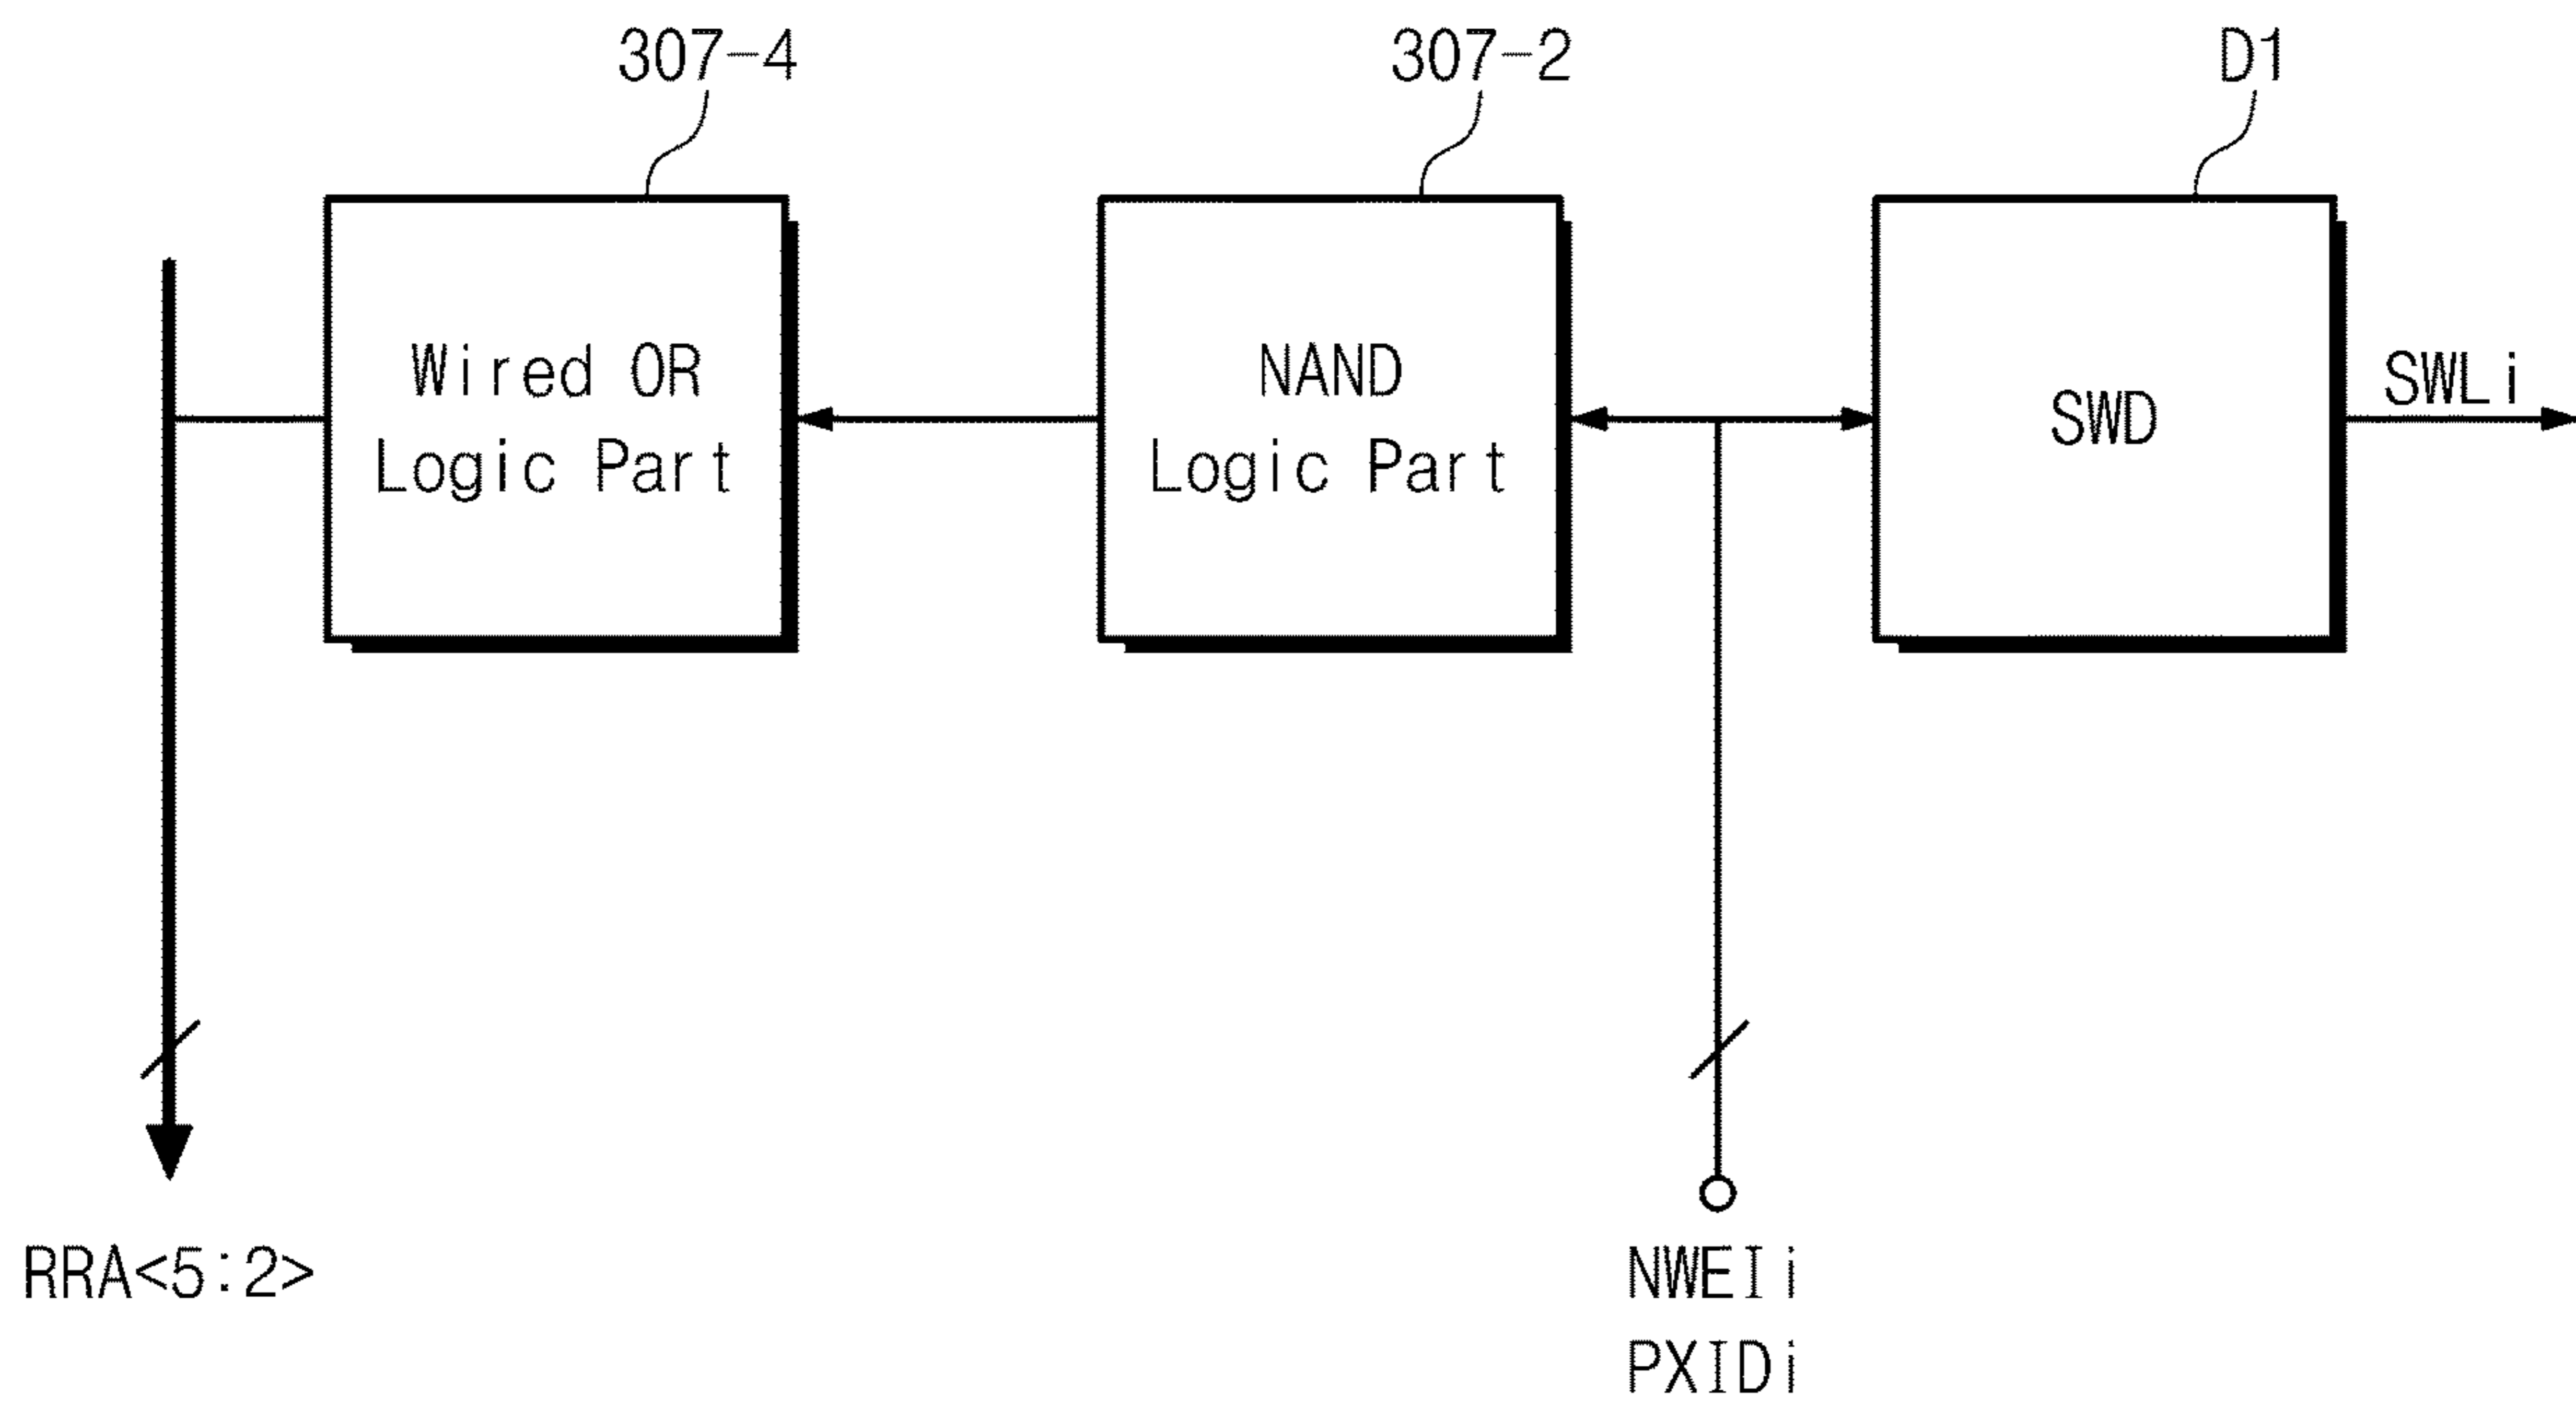 307-4
307-2
D1
Wired OR
Logic Part
NAND
Logic Part
SWD
SWLi
RRA<5:2>
NWEIi
PXIDi